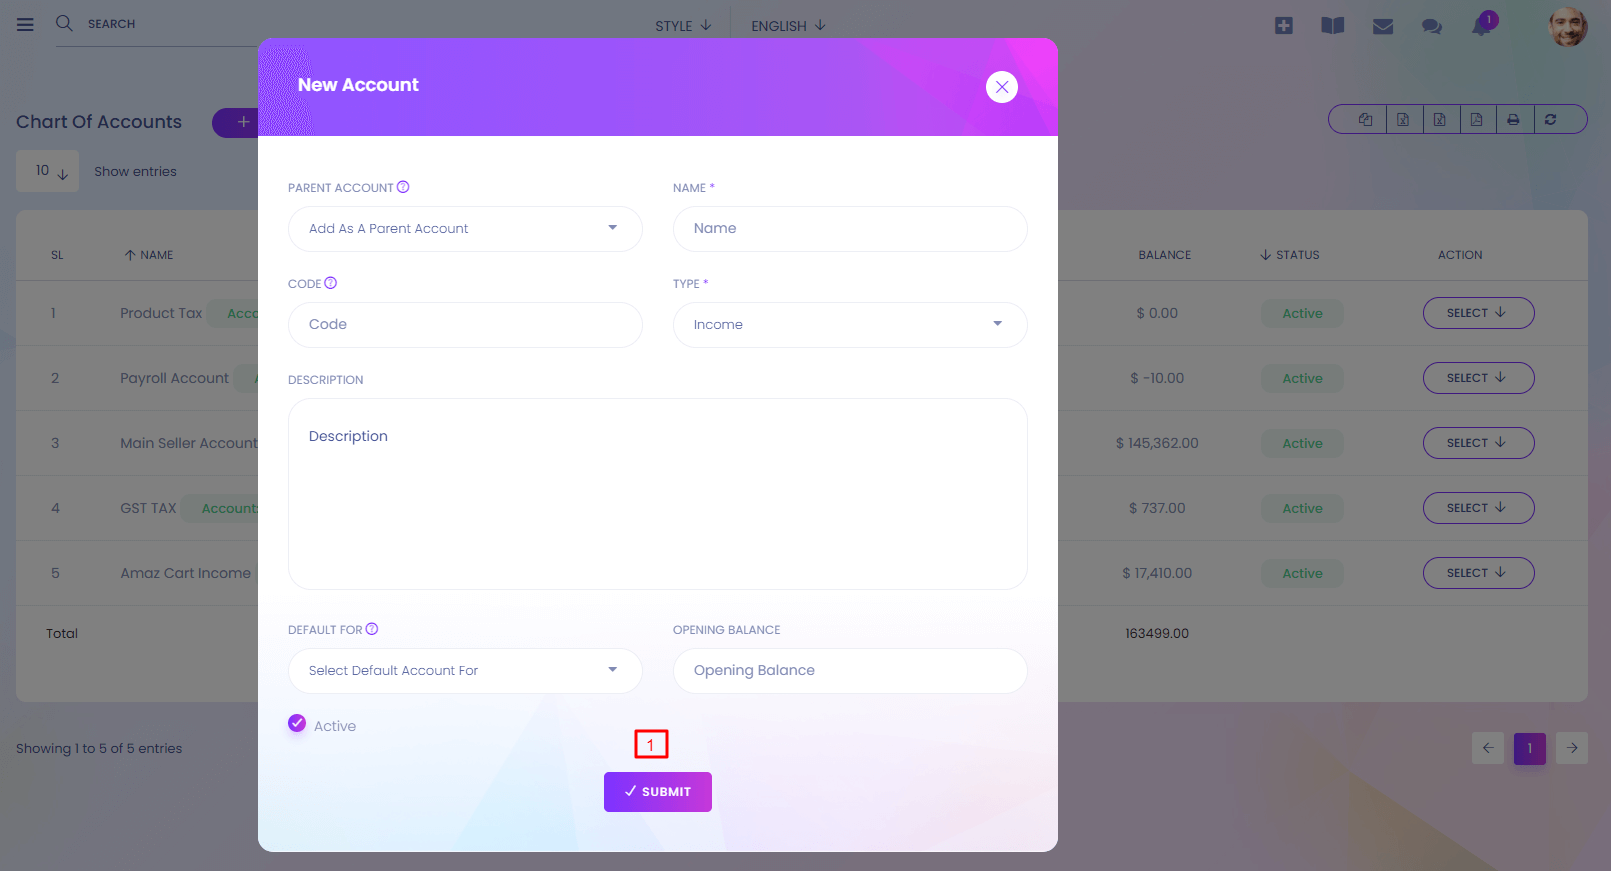 SEARCH
STYLE
ENGLISH
1
New Account
Chart Of Accounts
+
10
Show entries
PARENT ACCOUNT ?
NAME *
Add As A Parent Account
Name
SL
NAME
BALANCE
STATUS
ACTION
CODE ?
TYPE *
Code
Income
1
Product Tax
$ 0.00
Active
SELECT
2
Payroll Account
$ -10.00
Active
SELECT
DESCRIPTION
Description
3
Main Seller Account
$ 145,362.00
Active
SELECT
4
GST TAX
Account
$ 737.00
Active
SELECT
5
Amaz Cart Income
$ 17,410.00
Active
SELECT
Total
163499.00
DEFAULT FOR ?
OPENING BALANCE
Select Default Account For
Opening Balance
Active
Showing 1 to 5 of 5 entries
1
1
SUBMIT